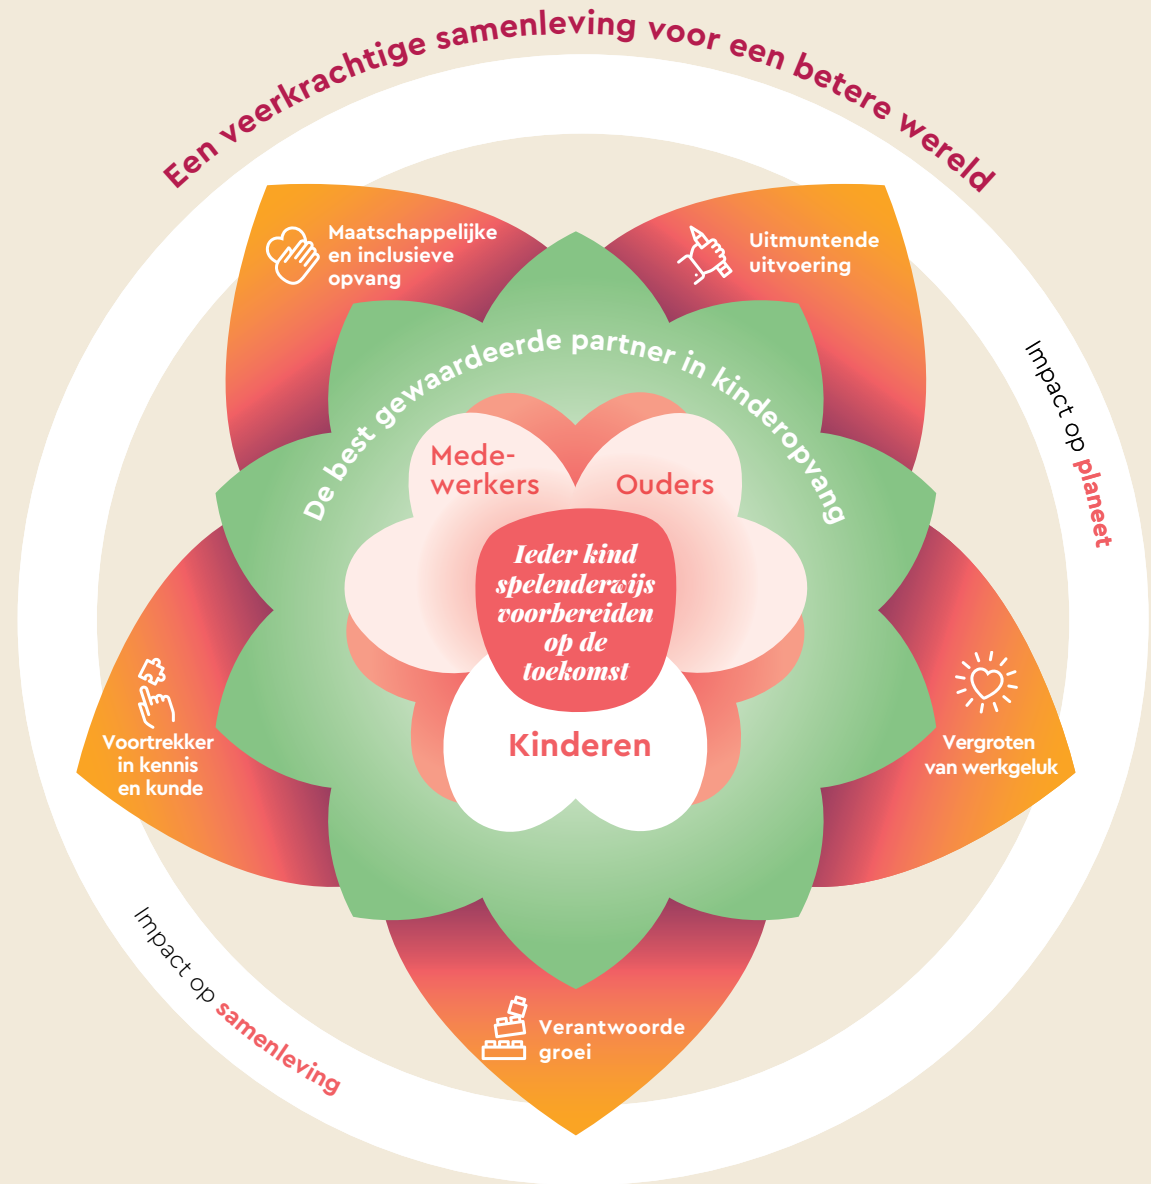 Een veerkrachtige samenleving voor een betere wereld
Maatschappelijke
en inclusieve
opvang
Uitmuntende
uitvoering
De best gewaardeerde partner in kinderopvang
Impact op planeet
Mede-
werkers
Ouders
Ieder kind
spelenderwijs
voorbereiden
op de
toekomst
Kinderen
Voortrekker
in kennis
en kunde
Vergroten
van werkgeluk
Impact op samenleving
Verantwoorde
groei